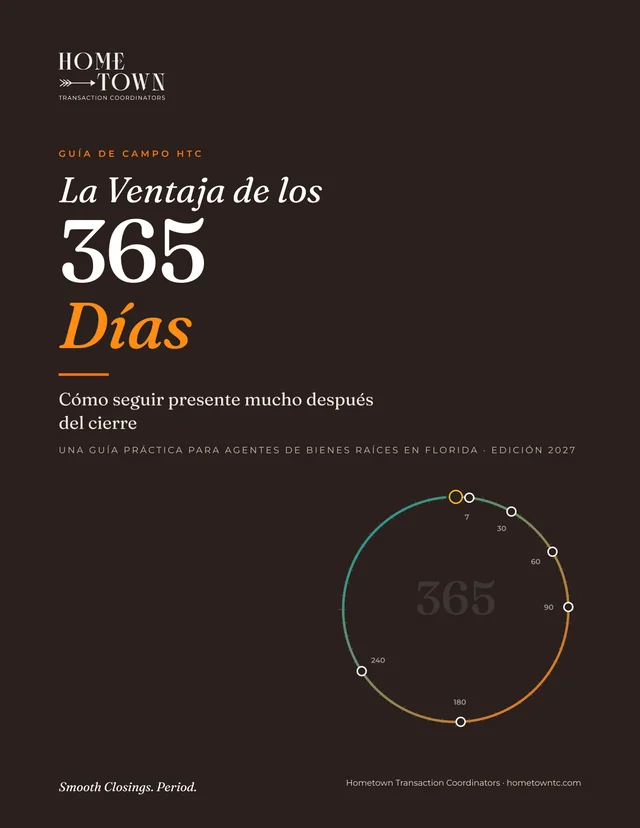 HOME
TOWN
TRANSACTION COORDINATORS
GUÍA DE CAMPO HTC
La Ventaja de los
365
Días
Cómo seguir presente mucho después
del cierre
UNA GUÍA PRÁCTICA PARA AGENTES DE BIENES RAÍCES EN FLORIDA · EDICIÓN 2027
7
30
60
90
365
240
180
Smooth Closings. Period.
Hometown Transaction Coordinators · hometowntc.com